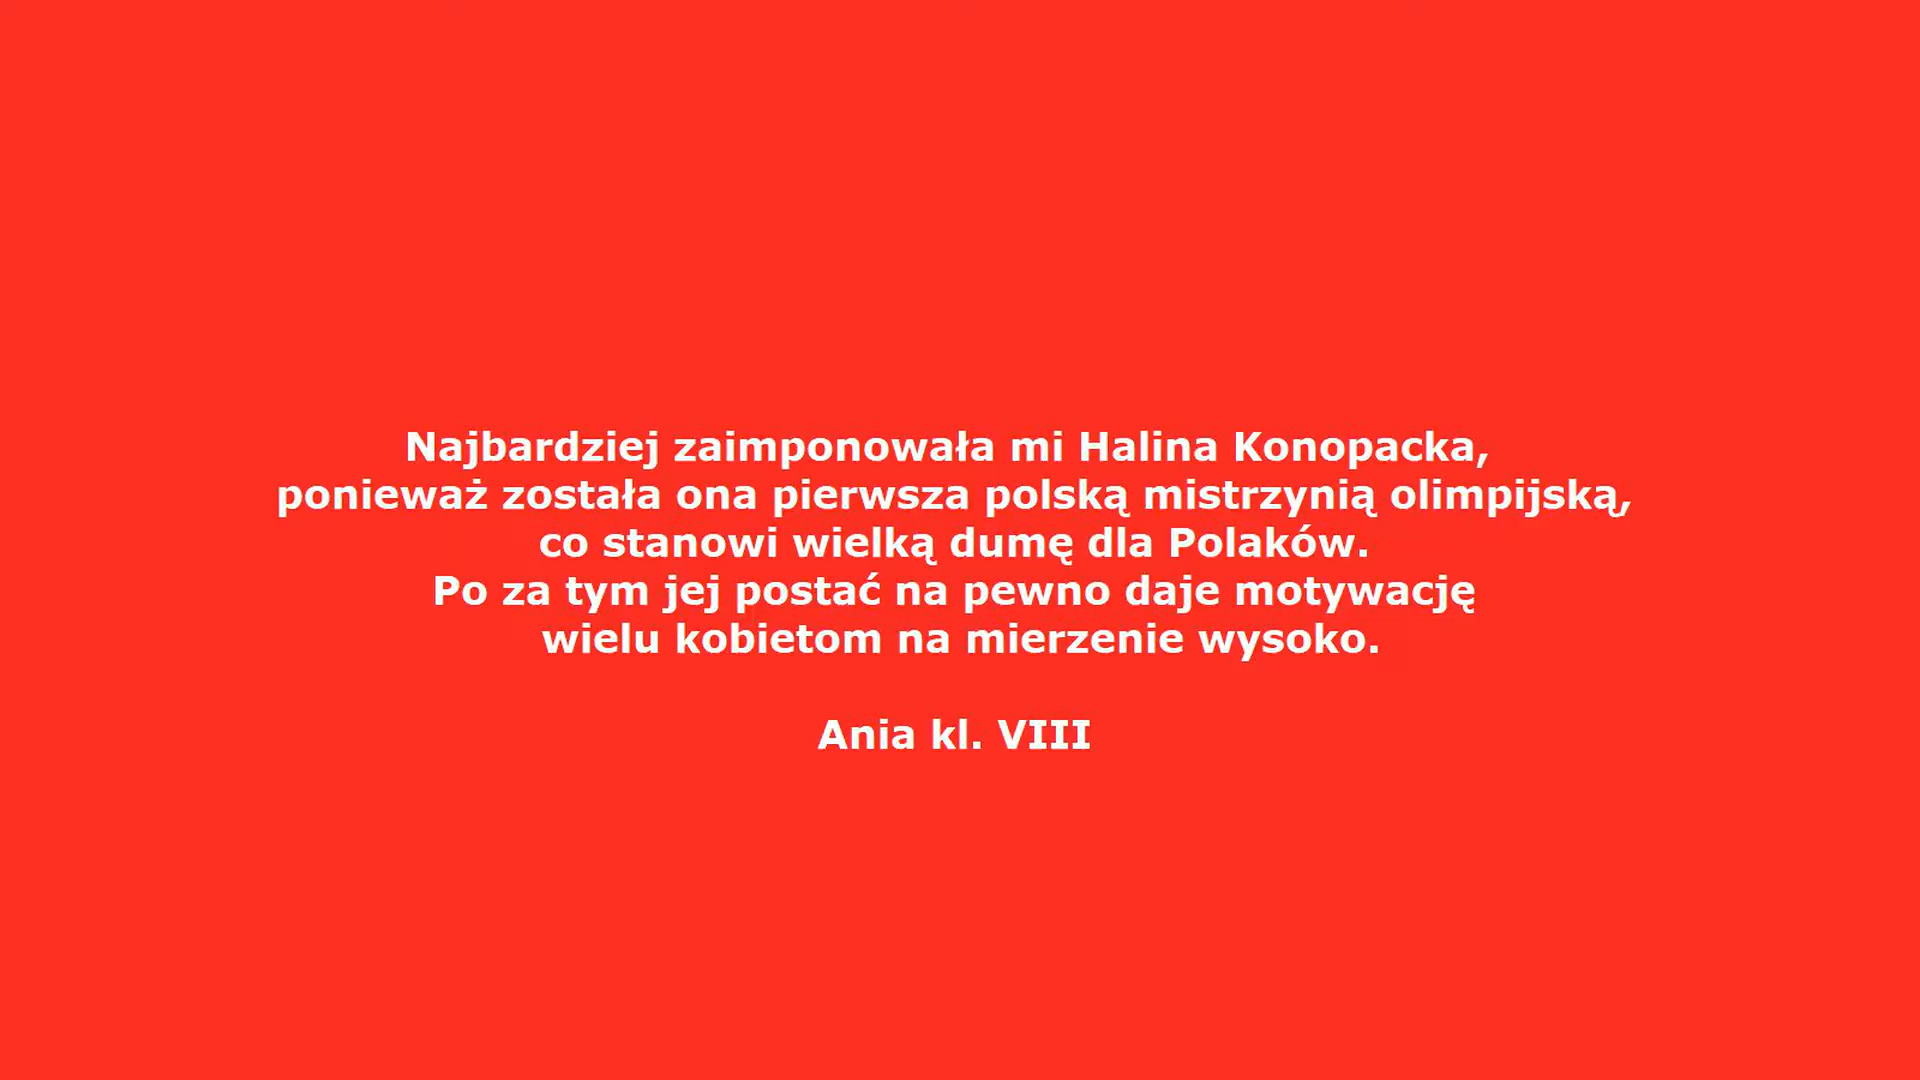 Najbardziej zaimponowała mi Halina Konopacka,
ponieważ została ona pierwsza polską mistrzynią olimpijską,
co stanowi wielką dumę dla Polaków.
Po za tym jej postać na pewno daje motywację
wielu kobietom na mierzenie wysoko.
Ania kl. VIII